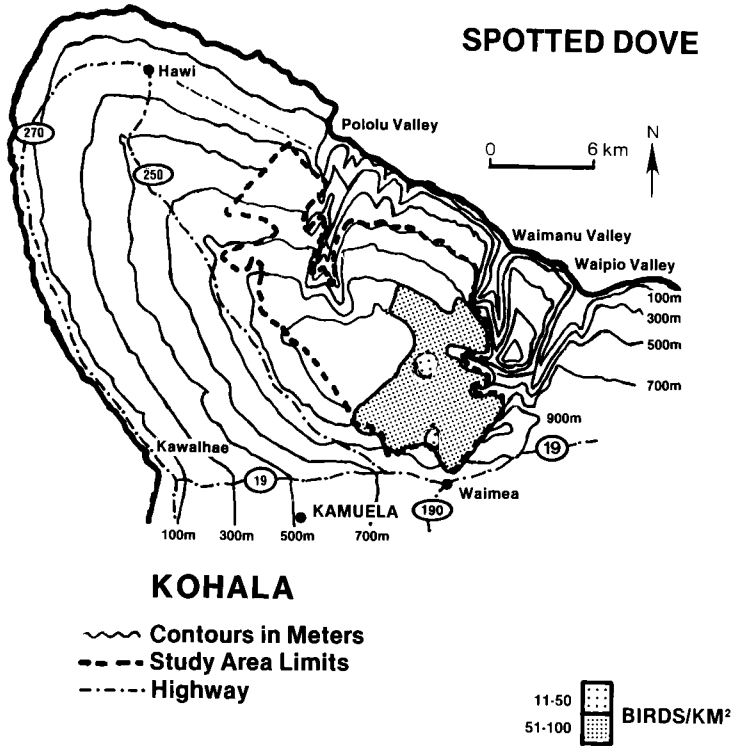 SPOTTED DOVE
Hawi
270
Pololu Valley
0 6 km
N
250
Waimanu Valley
Waipio Valley
100m
300m
500m
700m
900m
Kawalhae
19
19
Waimea
KAMUELA
190
100m 300m 500m 700m
KOHALA
Contours in Meters
Study Area Limits
Highway
11-50
51-100
BIRDS/KM²